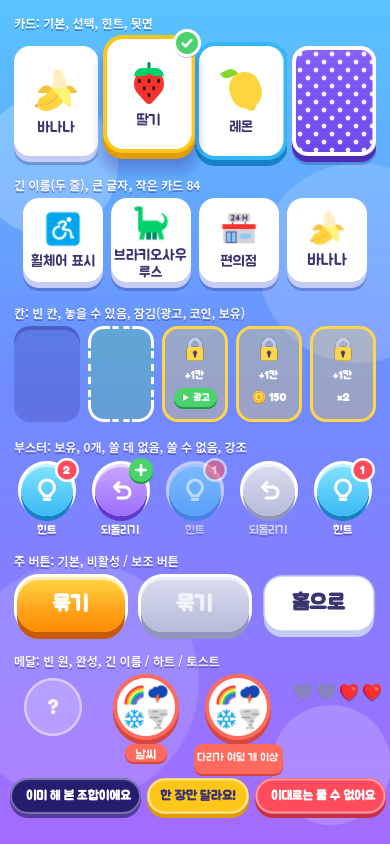 카드: 기본, 선택, 힌트, 뒷면
바나나
딸기
레몬
긴 이름(두 줄), 큰 글자, 작은 카드 84
휠체어 표시
브라키오사우
루스
24 H
편의점
바나나
칸: 빈 칸, 놓을 수 있음, 잠김(광고, 코인, 보유)
+1칸
광고
+1칸
150
+1칸
×2
부스터: 보유, 0개, 쓸 데 없음, 쓸 수 없음, 강조
2
+
1
1
힌트
되돌리기
힌트
되돌리기
힌트
주 버튼: 기본, 비활성 / 보조 버튼
묶기
묶기
홈으로
메달: 빈 원, 완성, 긴 이름 / 하트 / 토스트
?
날씨
다리가 여덟 개 이상
이미 해 본 조합이에요
한 장만 달라요!
이대로는 풀 수 없어요